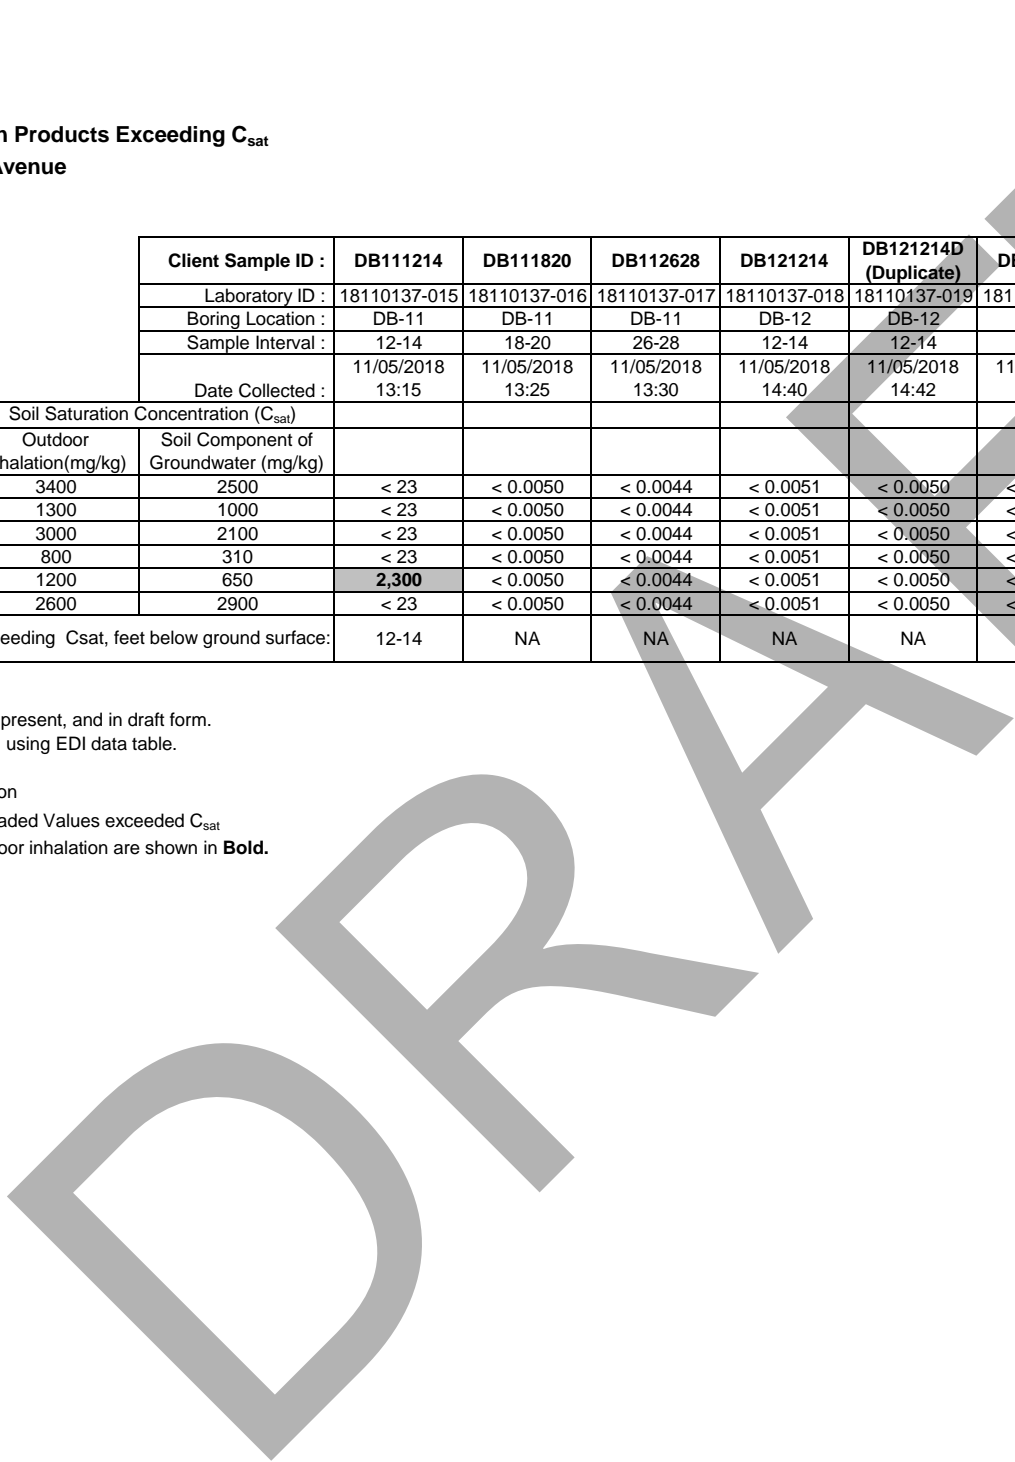 Products Exceeding Csat
Avenue
Client Sample ID : DB111214 DB111820 DB112628 DB121214 DB121214D (Duplicate)
Laboratory ID : 18110137-015 18110137-016 18110137-017 18110137-018 18110137-019 181
Boring Location : DB-11 DB-11 DB-11 DB-12 DB-12
Sample Interval : 12-14 18-20 26-28 12-14 12-14
11/05/2018 11/05/2018 11/05/2018 11/05/2018 11/05/2018 11
Date Collected : 13:15 13:25 13:30 14:40 14:42
Soil Saturation Concentration (Csat)
Outdoor Soil Component of
halation(mg/kg) Groundwater (mg/kg)
3400 2500 < 23 < 0.0050 < 0.0044 < 0.0051 < 0.0050 <
1300 1000 < 23 < 0.0050 < 0.0044 < 0.0051 < 0.0050 <
3000 2100 < 23 < 0.0050 < 0.0044 < 0.0051 < 0.0050 <
800 310 < 23 < 0.0050 < 0.0044 < 0.0051 < 0.0050 <
1200 650 2,300 < 0.0050 < 0.0044 < 0.0051 < 0.0050 <
2600 2900 < 23 < 0.0050 < 0.0044 < 0.0051 < 0.0050 <
eeding Csat, feet below ground surface: 12-14 NA NA NA NA
present, and in draft form.
using EDI data table.
on
aded Values exceeded Csat
oor inhalation are shown in Bold.
DRAFT